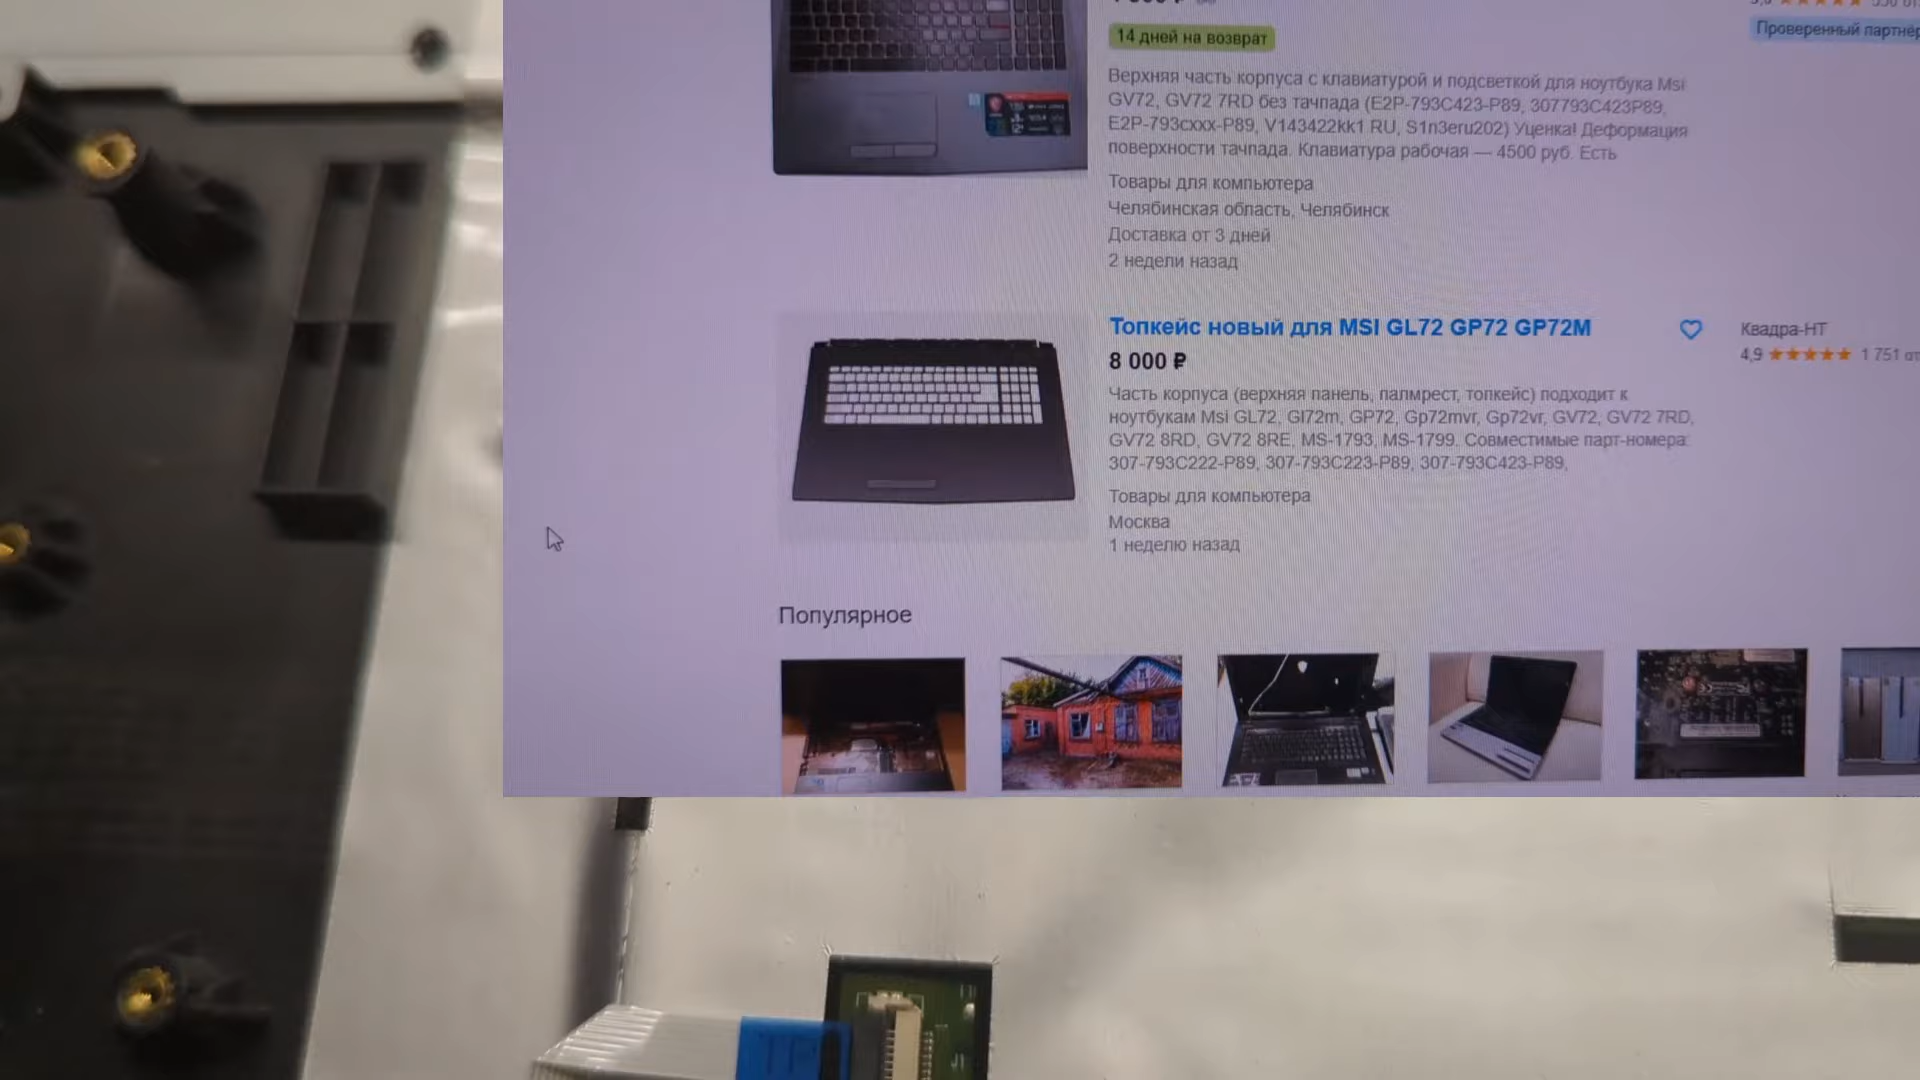 14 дней на возврат
Проверенный партнёр
Верхняя часть корпуса с клавиатурой и подсветкой для ноутбука Msi
GV72, GV72 7RD без тачпада (E2P-793C423-P89, 307793C423P89,
E2P-793cxxx-P89, V143422kk1 RU, S1n3eru202) Уценка! Деформация
поверхности тачпада. Клавиатура рабочая — 4500 руб. Есть
Товары для компьютера
Челябинская область, Челябинск
Доставка от 3 дней
2 недели назад
Топкейс новый для MSI GL72 GP72 GP72M
8 000 ₽
Квадра-НТ
4,9 ★★★★★ 1 751 от
Часть корпуса (верхняя панель, палмрест, топкейс) подходит к
ноутбукам Msi GL72, Gl72m, GP72, Gp72mvr, Gp72vr, GV72, GV72 7RD,
GV72 8RD, GV72 8RE, MS-1793, MS-1799. Совместимые парт-номера:
307-793C222-P89, 307-793C223-P89, 307-793C423-P89,
Товары для компьютера
Москва
1 неделю назад
Популярное